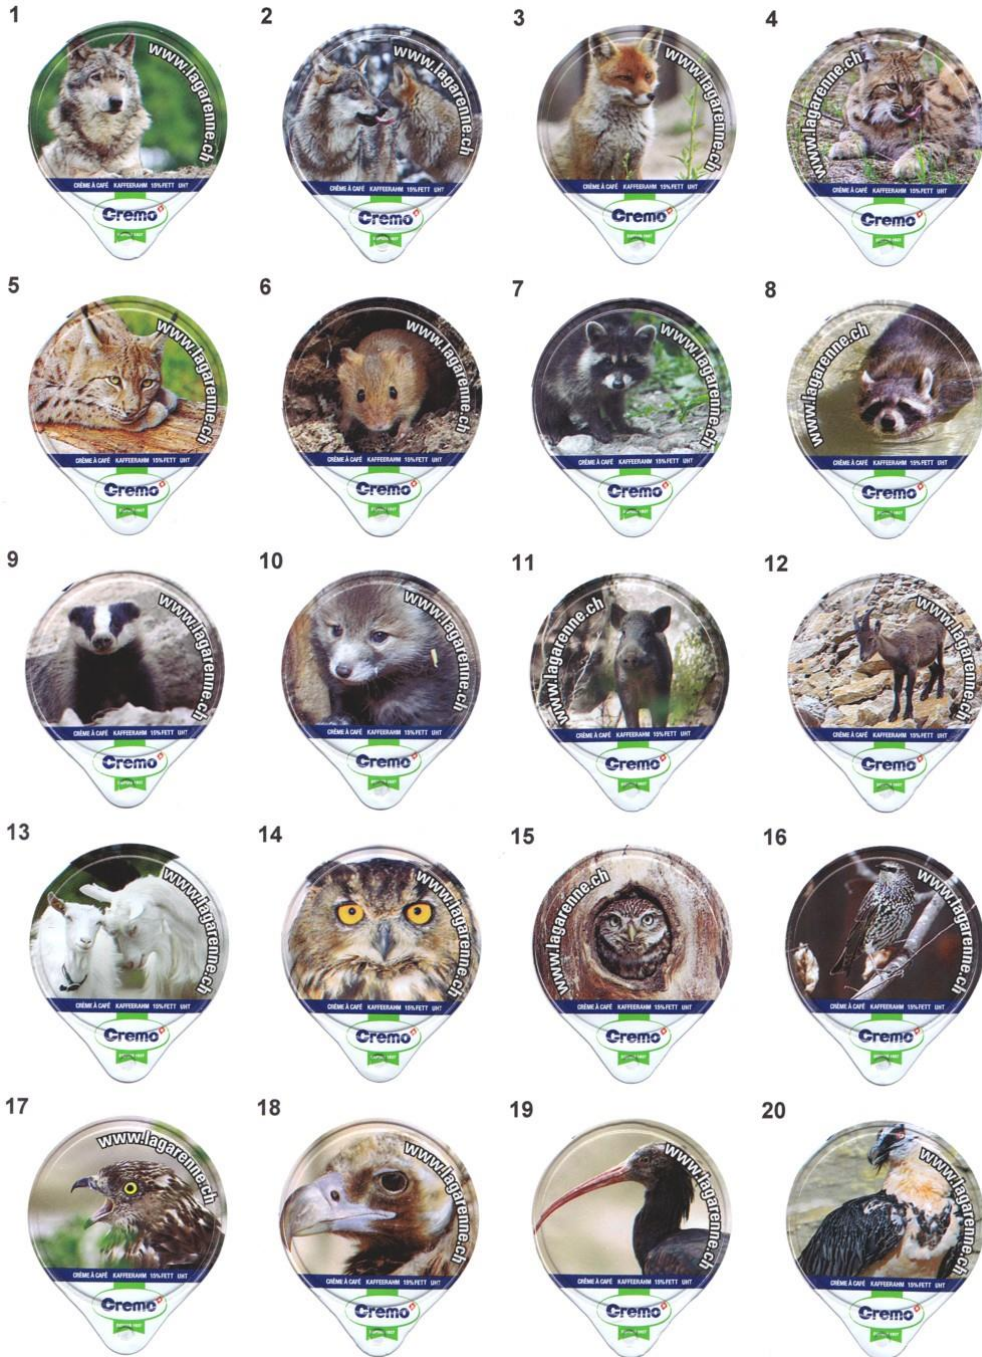 1 2 3 4
www.lagarenne.ch www.lagarenne.ch www.lagarenne.ch www.lagarenne.ch
CRÈME À CAFÉ KAFFEERAHM 15% FETT UHT CRÈME À CAFÉ KAFFEERAHM 15% FETT UHT CRÈME À CAFÉ KAFFEERAHM 15% FETT UHT CRÈME À CAFÉ KAFFEERAHM 15% FETT UHT
Cremo Cremo Cremo Cremo
5 6 7 8
www.lagarenne.ch www.lagarenne.ch www.lagarenne.ch www.lagarenne.ch
CRÈME À CAFÉ KAFFEERAHM 15% FETT UHT CRÈME À CAFÉ KAFFEERAHM 15% FETT UHT CRÈME À CAFÉ KAFFEERAHM 15% FETT UHT CRÈME À CAFÉ KAFFEERAHM 15% FETT UHT
Cremo Cremo Cremo Cremo
9 10 11 12
www.lagarenne.ch www.lagarenne.ch www.lagarenne.ch www.lagarenne.ch
CRÈME À CAFÉ KAFFEERAHM 15% FETT UHT CRÈME À CAFÉ KAFFEERAHM 15% FETT UHT CRÈME À CAFÉ KAFFEERAHM 15% FETT UHT CRÈME À CAFÉ KAFFEERAHM 15% FETT UHT
Cremo Cremo Cremo Cremo
13 14 15 16
www.lagarenne.ch www.lagarenne.ch www.lagarenne.ch www.lagarenne.ch
CRÈME À CAFÉ KAFFEERAHM 15% FETT UHT CRÈME À CAFÉ KAFFEERAHM 15% FETT UHT CRÈME À CAFÉ KAFFEERAHM 15% FETT UHT CRÈME À CAFÉ KAFFEERAHM 15% FETT UHT
Cremo Cremo Cremo Cremo
17 18 19 20
www.lagarenne.ch www.lagarenne.ch www.lagarenne.ch www.lagarenne.ch
CRÈME À CAFÉ KAFFEERAHM 15% FETT UHT CRÈME À CAFÉ KAFFEERAHM 15% FETT UHT CRÈME À CAFÉ KAFFEERAHM 15% FETT UHT CRÈME À CAFÉ KAFFEERAHM 15% FETT UHT
Cremo Cremo Cremo Cremo